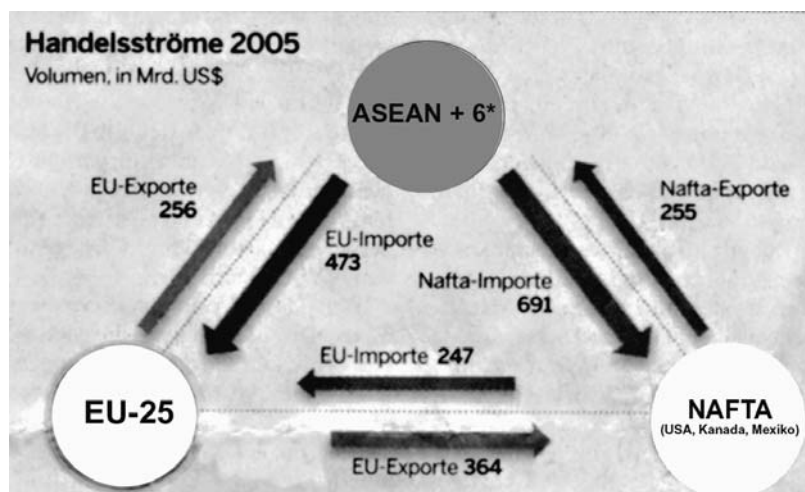 Handelsströme 2005
Volumen, in Mrd. US$
ASEAN + 6*
EU-Exporte
256
Nafta-Exporte
255
EU-Importe
473
Nafta-Importe
691
EU-Importe 247
EU-25
NAFTA
(USA, Kanada, Mexiko)
EU-Exporte 364